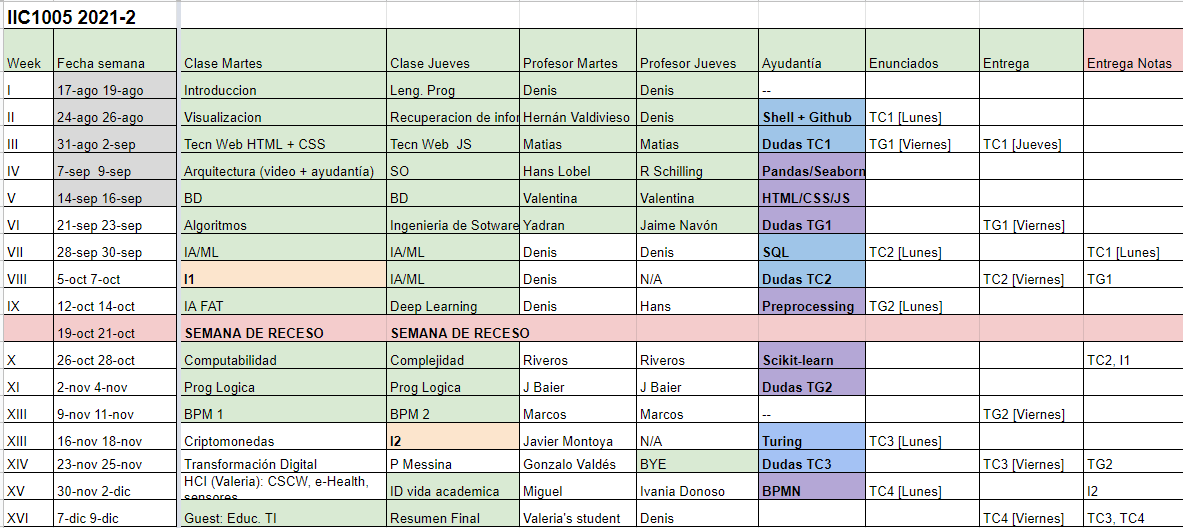 IIC1005 2021-2
Week Fecha semana Clase Martes Clase Jueves Profesor Martes Profesor Jueves Ayudantía Enunciados Entrega Entrega Notas
I 17-ago 19-ago Introduccion Leng. Prog Denis Denis --
II 24-ago 26-ago Visualizacion Recuperacion de infor Hernán Valdivieso Denis Shell + Github TC1 [Lunes]
III 31-ago 2-sep Tecn Web HTML + CSS Tecn Web JS Matias Matias Dudas TC1 TG1 [Viernes] TC1 [Jueves]
IV 7-sep 9-sep Arquitectura (video + ayudantía) SO Hans Lobel R Schilling Pandas/Seaborn
V 14-sep 16-sep BD BD Valentina Valentina HTML/CSS/JS
VI 21-sep 23-sep Algoritmos Ingenieria de Sotware Yadran Jaime Navón Dudas TG1 TG1 [Viernes]
VII 28-sep 30-sep IA/ML IA/ML Denis Denis SQL TC2 [Lunes] TC1 [Lunes]
VIII 5-oct 7-oct I1 IA/ML Denis N/A Dudas TC2 TC2 [Viernes] TG1
IX 12-oct 14-oct IA FAT Deep Learning Denis Hans Preprocessing TG2 [Lunes]
19-oct 21-oct SEMANA DE RECESO SEMANA DE RECESO
X 26-oct 28-oct Computabilidad Complejidad Riveros Riveros Scikit-learn TC2, I1
XI 2-nov 4-nov Prog Logica Prog Logica J Baier J Baier Dudas TG2
XIII 9-nov 11-nov BPM 1 BPM 2 Marcos Marcos -- TG2 [Viernes]
XIII 16-nov 18-nov Criptomonedas I2 Javier Montoya N/A Turing TC3 [Lunes]
XIV 23-nov 25-nov Transformación Digital P Messina Gonzalo Valdés BYE Dudas TC3 TC3 [Viernes] TG2
XV 30-nov 2-dic HCI (Valeria): CSCW, e-Health, sensores ID vida academica Miguel Ivania Donoso BPMN TC4 [Lunes] I2
XVI 7-dic 9-dic Guest: Educ. TI Resumen Final Valeria's student Denis TC4 [Viernes] TC3, TC4